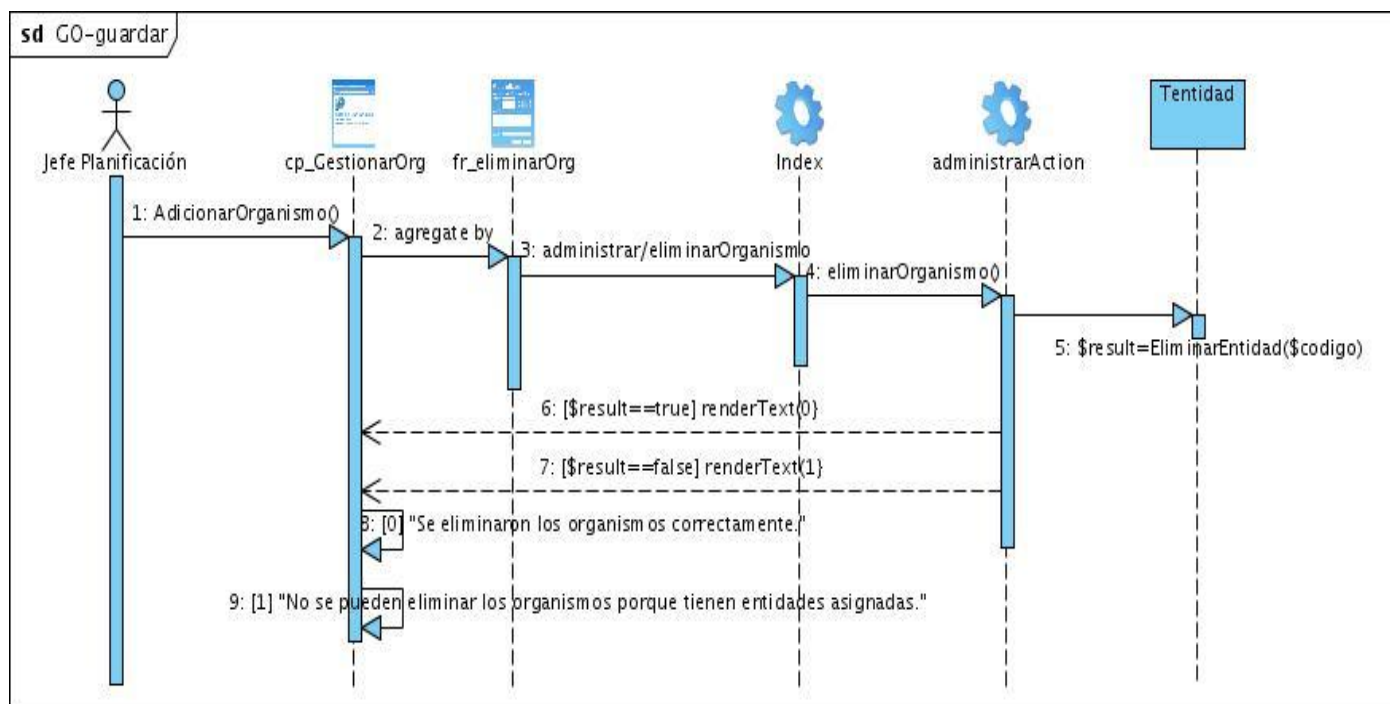 sd GO-guardar
Tentidad
Jefe Planificación
cp_GestionarOrg
fr_eliminarOrg
Index
administrarAction
1: AdicionarOrganismo()
2: agregate by
3: administrar/eliminarOrganismo
4: eliminarOrganismo()
5: $result=EliminarEntidad($codigo)
6: [$result==true] renderText(0}
7: [$result==false] renderText(1}
8: [0] "Se eliminaron los organismos correctamente."
9: [1] "No se pueden eliminar los organismos porque tienen entidades asignadas."